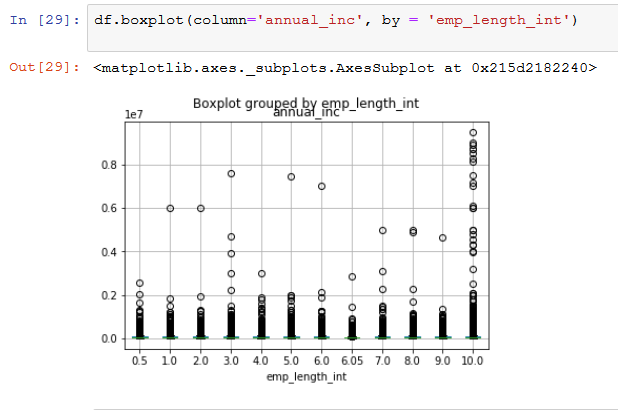 In [29]: df.boxplot(column='annual_inc', by = 'emp_length_int')
Out[29]: <matplotlib.axes._subplots.AxesSubplot at 0x215d2182240>
Boxplot grouped by emp_length_int
annual_inc
1e7
0.8
0.6
0.4
0.2
0.0
0.5 1.0 2.0 3.0 4.0 5.0 6.0 6.05 7.0 8.0 9.0 10.0
emp_length_int